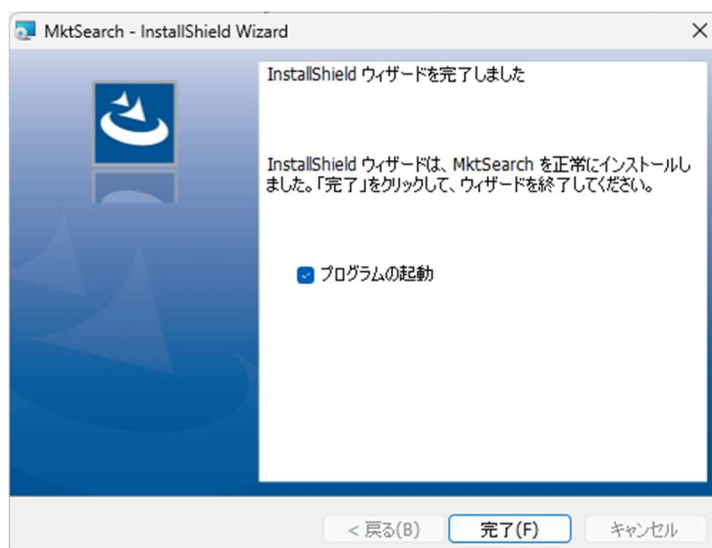 MktSearch - InstallShield Wizard
InstallShield ウィザードを完了しました
InstallShield ウィザードは、MktSearch を正常にインストールし
ました。「完了」をクリックして、ウィザードを終了してください。
プログラムの起動
< 戻る(B)
完了(F)
キャンセル